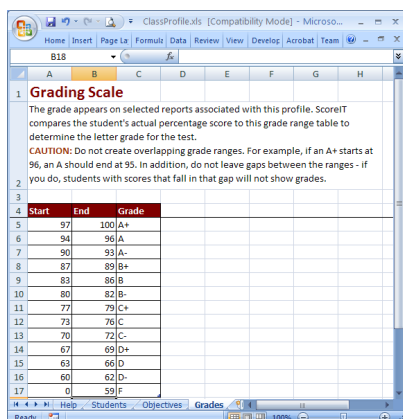 ClassProfile.xls [Compatibility Mode] - Microso...
Home Insert Page La Formula Data Review View Develop Acrobat Team
B18 fx
A B C D E F G H
1 Grading Scale
The grade appears on selected reports associated with this profile. ScoreIT
compares the student's actual percentage score to this grade range table to
determine the letter grade for the test.
CAUTION: Do not create overlapping grade ranges. For example, if an A+ starts at
96, an A should end at 95. In addition, do not leave gaps between the ranges - if
2 you do, students with scores that fall in that gap will not show grades.
3
4 Start End Grade
5 97 100 A+
6 94 96 A
7 90 93 A-
8 87 89 B+
9 83 86 B
10 80 82 B-
11 77 79 C+
12 73 76 C
13 70 72 C-
14 67 69 D+
15 63 66 D
16 60 62 D-
17 0 59 F
Help Students Objectives Grades
Ready 100%